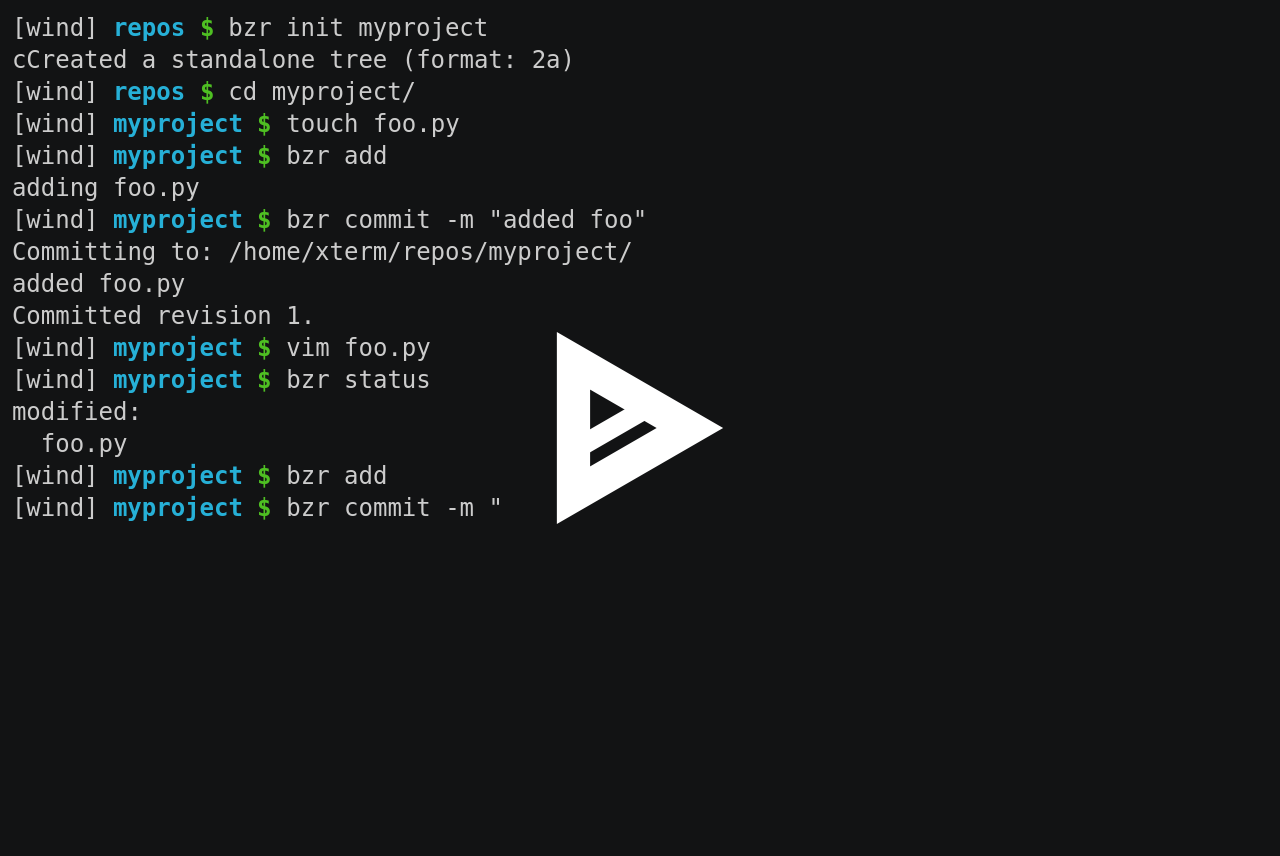 [wind] repos $ bzr init myproject
cCreated a standalone tree (format: 2a)
[wind] repos $ cd myproject/
[wind] myproject $ touch foo.py
[wind] myproject $ bzr add
adding foo.py
[wind] myproject $ bzr commit -m "added foo"
Committing to: /home/xterm/repos/myproject/
added foo.py
Committed revision 1.
[wind] myproject $ vim foo.py
[wind] myproject $ bzr status
modified:
  foo.py
[wind] myproject $ bzr add
[wind] myproject $ bzr commit -m "